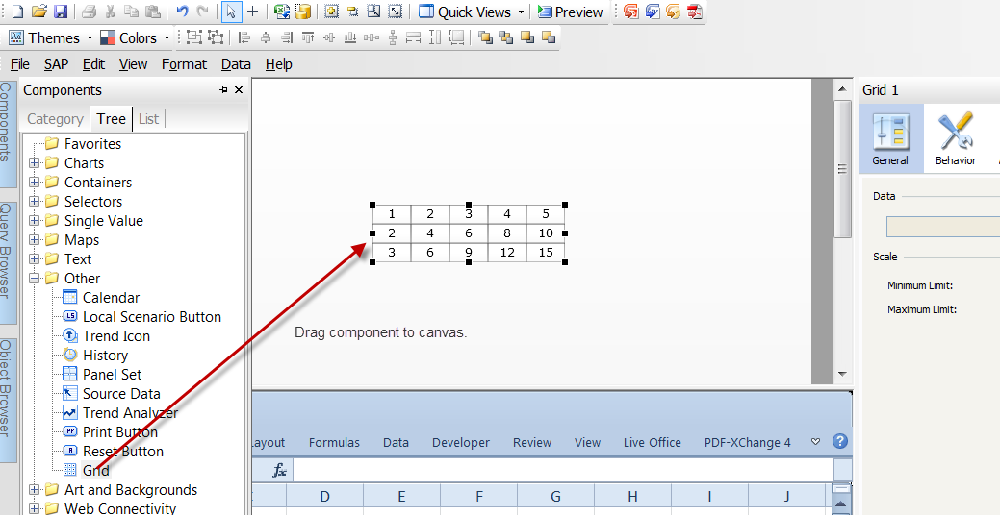 Quick Views
Preview
Themes
Colors
File SAP Edit View Format Data Help
Components
Query Browser
Object Browser
Components
Category Tree List
Favorites
Charts
Containers
Selectors
Single Value
Maps
Text
Other
Calendar
LS Local Scenario Button
Trend Icon
History
Panel Set
Source Data
Trend Analyzer
Pr Print Button
R Reset Button
Grid
Art and Backgrounds
Web Connectivity
1 2 3 4 5
2 4 6 8 10
3 6 9 12 15
Drag component to canvas.
ayout Formulas Data Developer Review View Live Office PDF-XChange 4
fx
D E F G H I J
Grid 1
General Behavior
Data
Scale
Minimum Limit:
Maximum Limit: